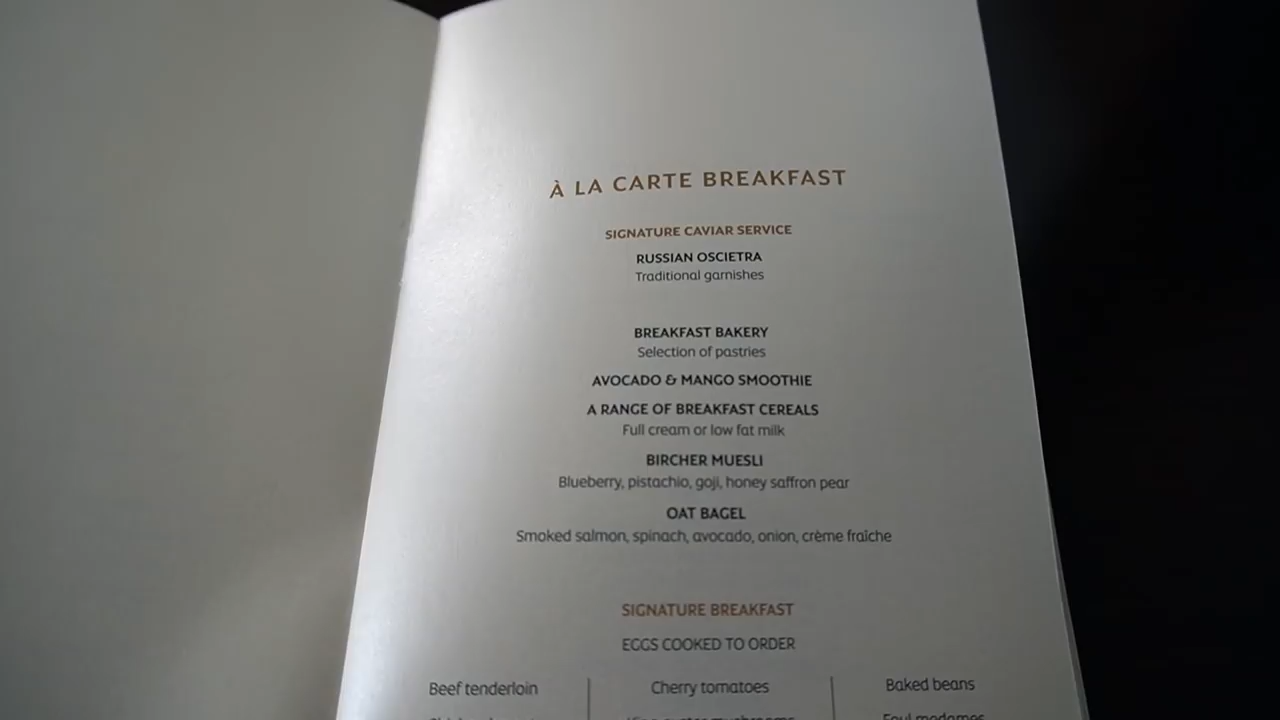 À LA CARTE BREAKFAST
SIGNATURE CAVIAR SERVICE
RUSSIAN OSCIETRA
Traditional garnishes
BREAKFAST BAKERY
Selection of pastries
AVOCADO & MANGO SMOOTHIE
A RANGE OF BREAKFAST CEREALS
Full cream or low fat milk
BIRCHER MUESLI
Blueberry, pistachio, goji, honey saffron pear
OAT BAGEL
Smoked salmon, spinach, avocado, onion, crème fraîche
SIGNATURE BREAKFAST
EGGS COOKED TO ORDER
Beef tenderloin
Cherry tomatoes
Baked beans